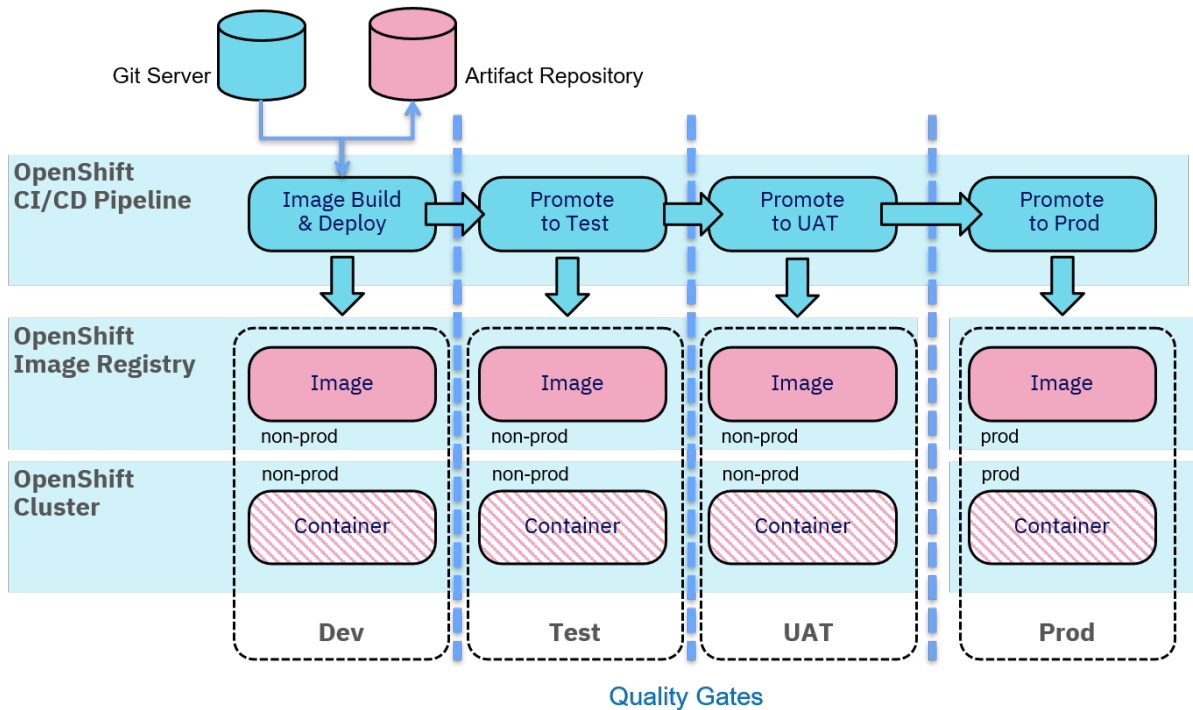 Git Server
Artifact Repository
OpenShift
CI/CD Pipeline
Image Build
& Deploy
Promote
to Test
Promote
to UAT
Promote
to Prod
OpenShift
Image Registry
Image
Image
Image
Image
non-prod
non-prod
non-prod
prod
OpenShift
Cluster
non-prod
non-prod
non-prod
prod
Container
Container
Container
Container
Dev
Test
UAT
Prod
Quality Gates